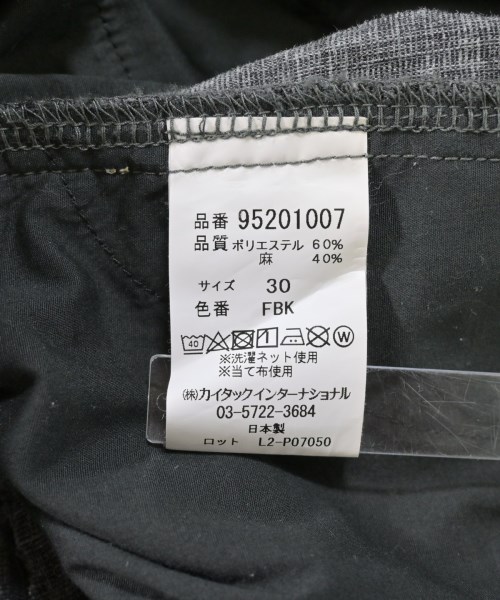 品番 95201007
品質 ポリエステル 60%
麻 40%
サイズ 30
色番 FBK
40 W
※洗濯ネット使用
※当て布使用
㈱カイタックインターナショナル
03-5722-3684
日本製
ロット L2-P07050